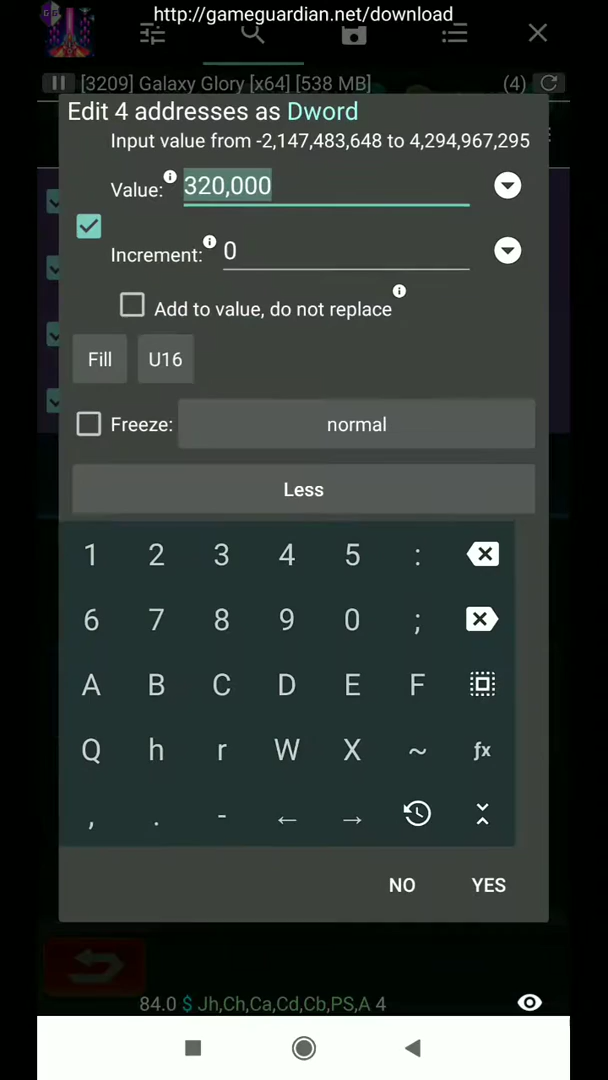 http://gameguardian.net/download
[3209] Galaxy Glory [x64] [538 MB] (4)
Edit 4 addresses as Dword
Input value from -2,147,483,648 to 4,294,967,295
Value: 320,000
Increment: 0
Add to value, do not replace
Fill U16
Freeze: normal
Less
1 2 3 4 5 :
6 7 8 9 0 ;
A B C D E F
Q h r W X ~ ƒx
, . - ← →
NO YES
84.0 $ Jh,Ch,Ca,Cd,Cb,PS,A 4